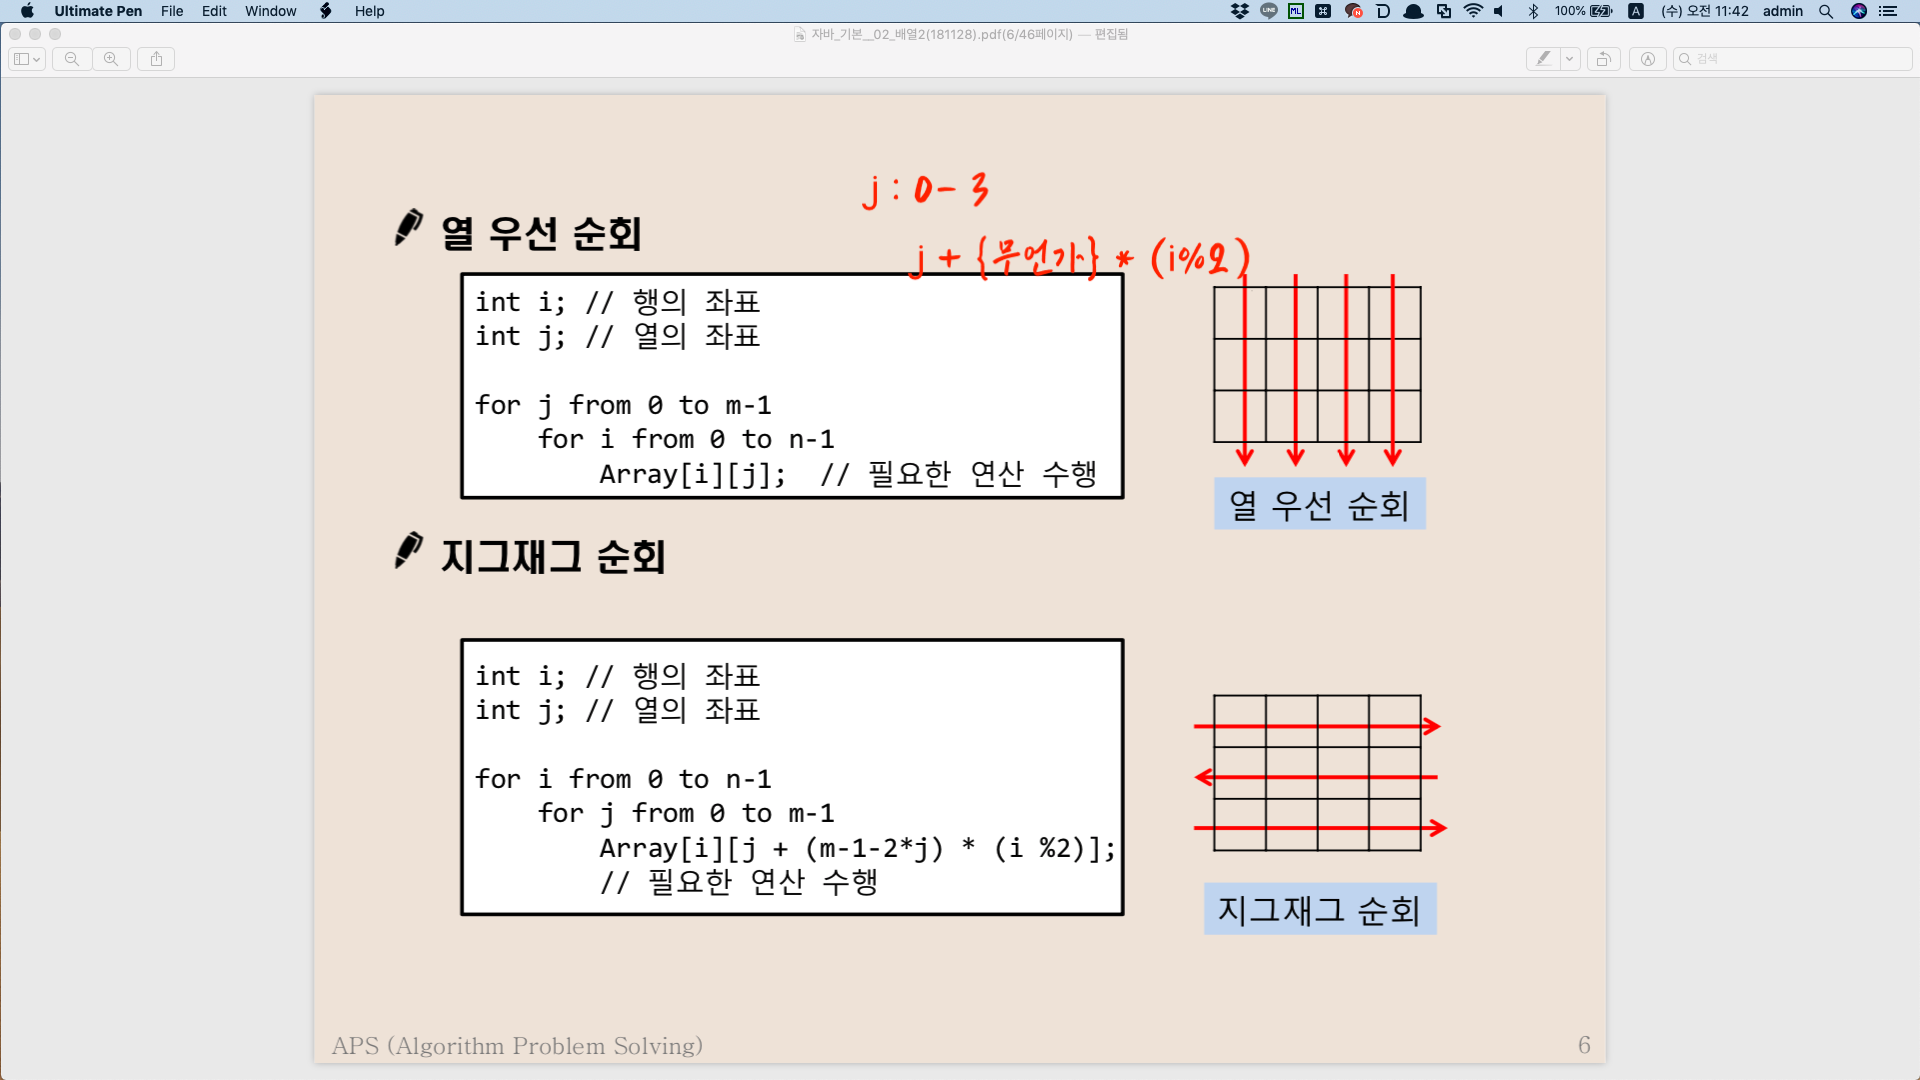 Ultimate Pen File Edit Window Help 100% (수) 오전 11:42 admin
자바_기본__02_배열2(181128).pdf(6/46페이지) — 편집됨
검색
j : 0 - 3
열 우선 순회
j + {무언가} * (i%2)
int i; // 행의 좌표
int j; // 열의 좌표
for j from 0 to m-1
for i from 0 to n-1
Array[i][j]; // 필요한 연산 수행
열 우선 순회
지그재그 순회
int i; // 행의 좌표
int j; // 열의 좌표
for i from 0 to n-1
for j from 0 to m-1
Array[i][j + (m-1-2*j) * (i %2)];
// 필요한 연산 수행
지그재그 순회
APS (Algorithm Problem Solving)
6